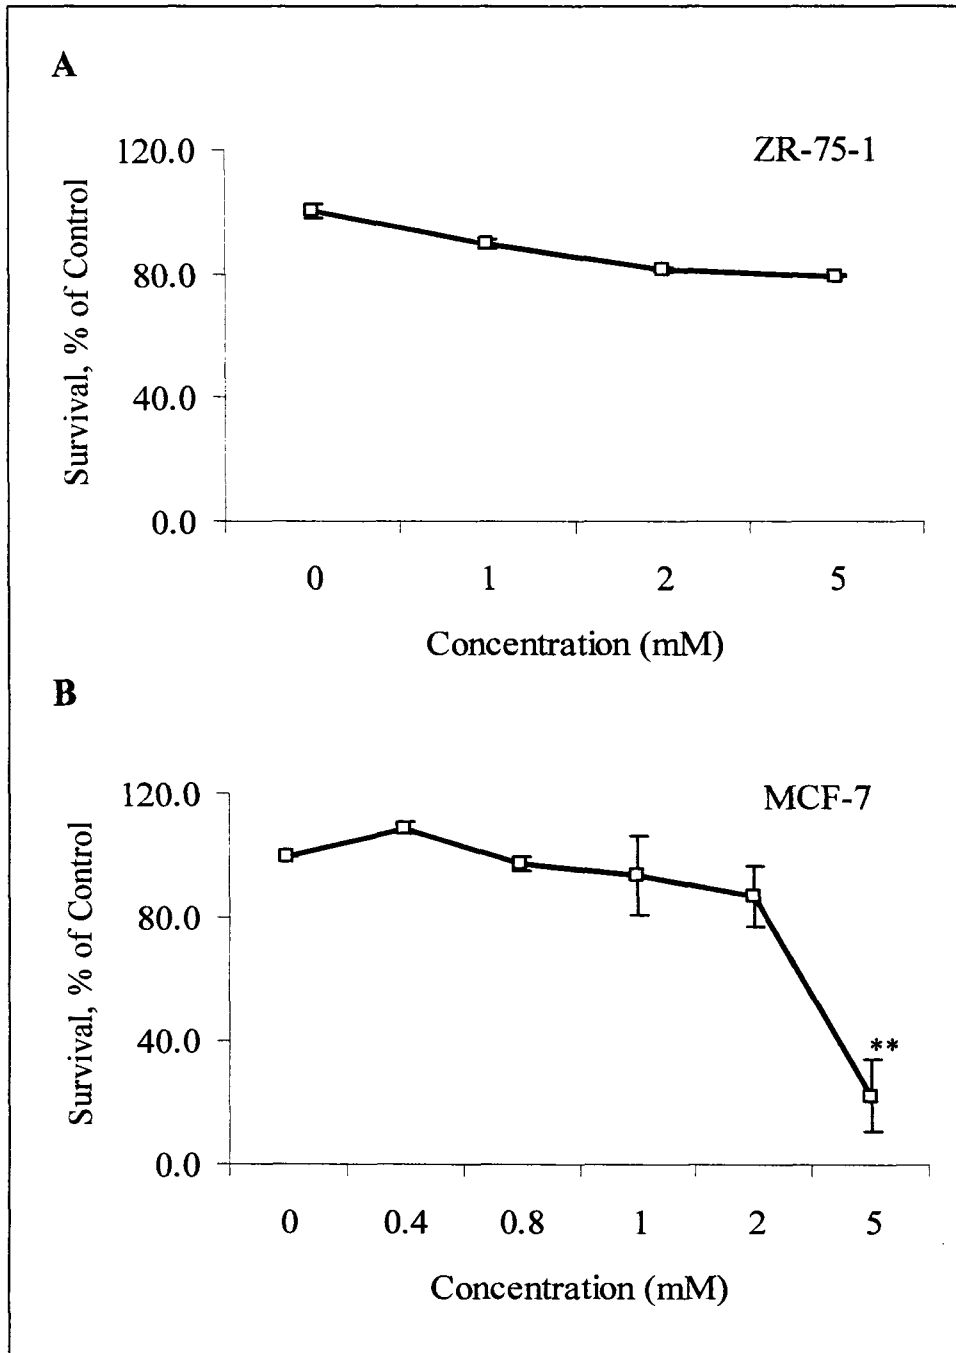 A
ZR-75-1
120.0
80.0
40.0
0.0
Survival, % of Control
0 1 2 5
Concentration (mM)
B
MCF-7
120.0
80.0
40.0
0.0
Survival, % of Control
**
0 0.4 0.8 1 2 5
Concentration (mM)